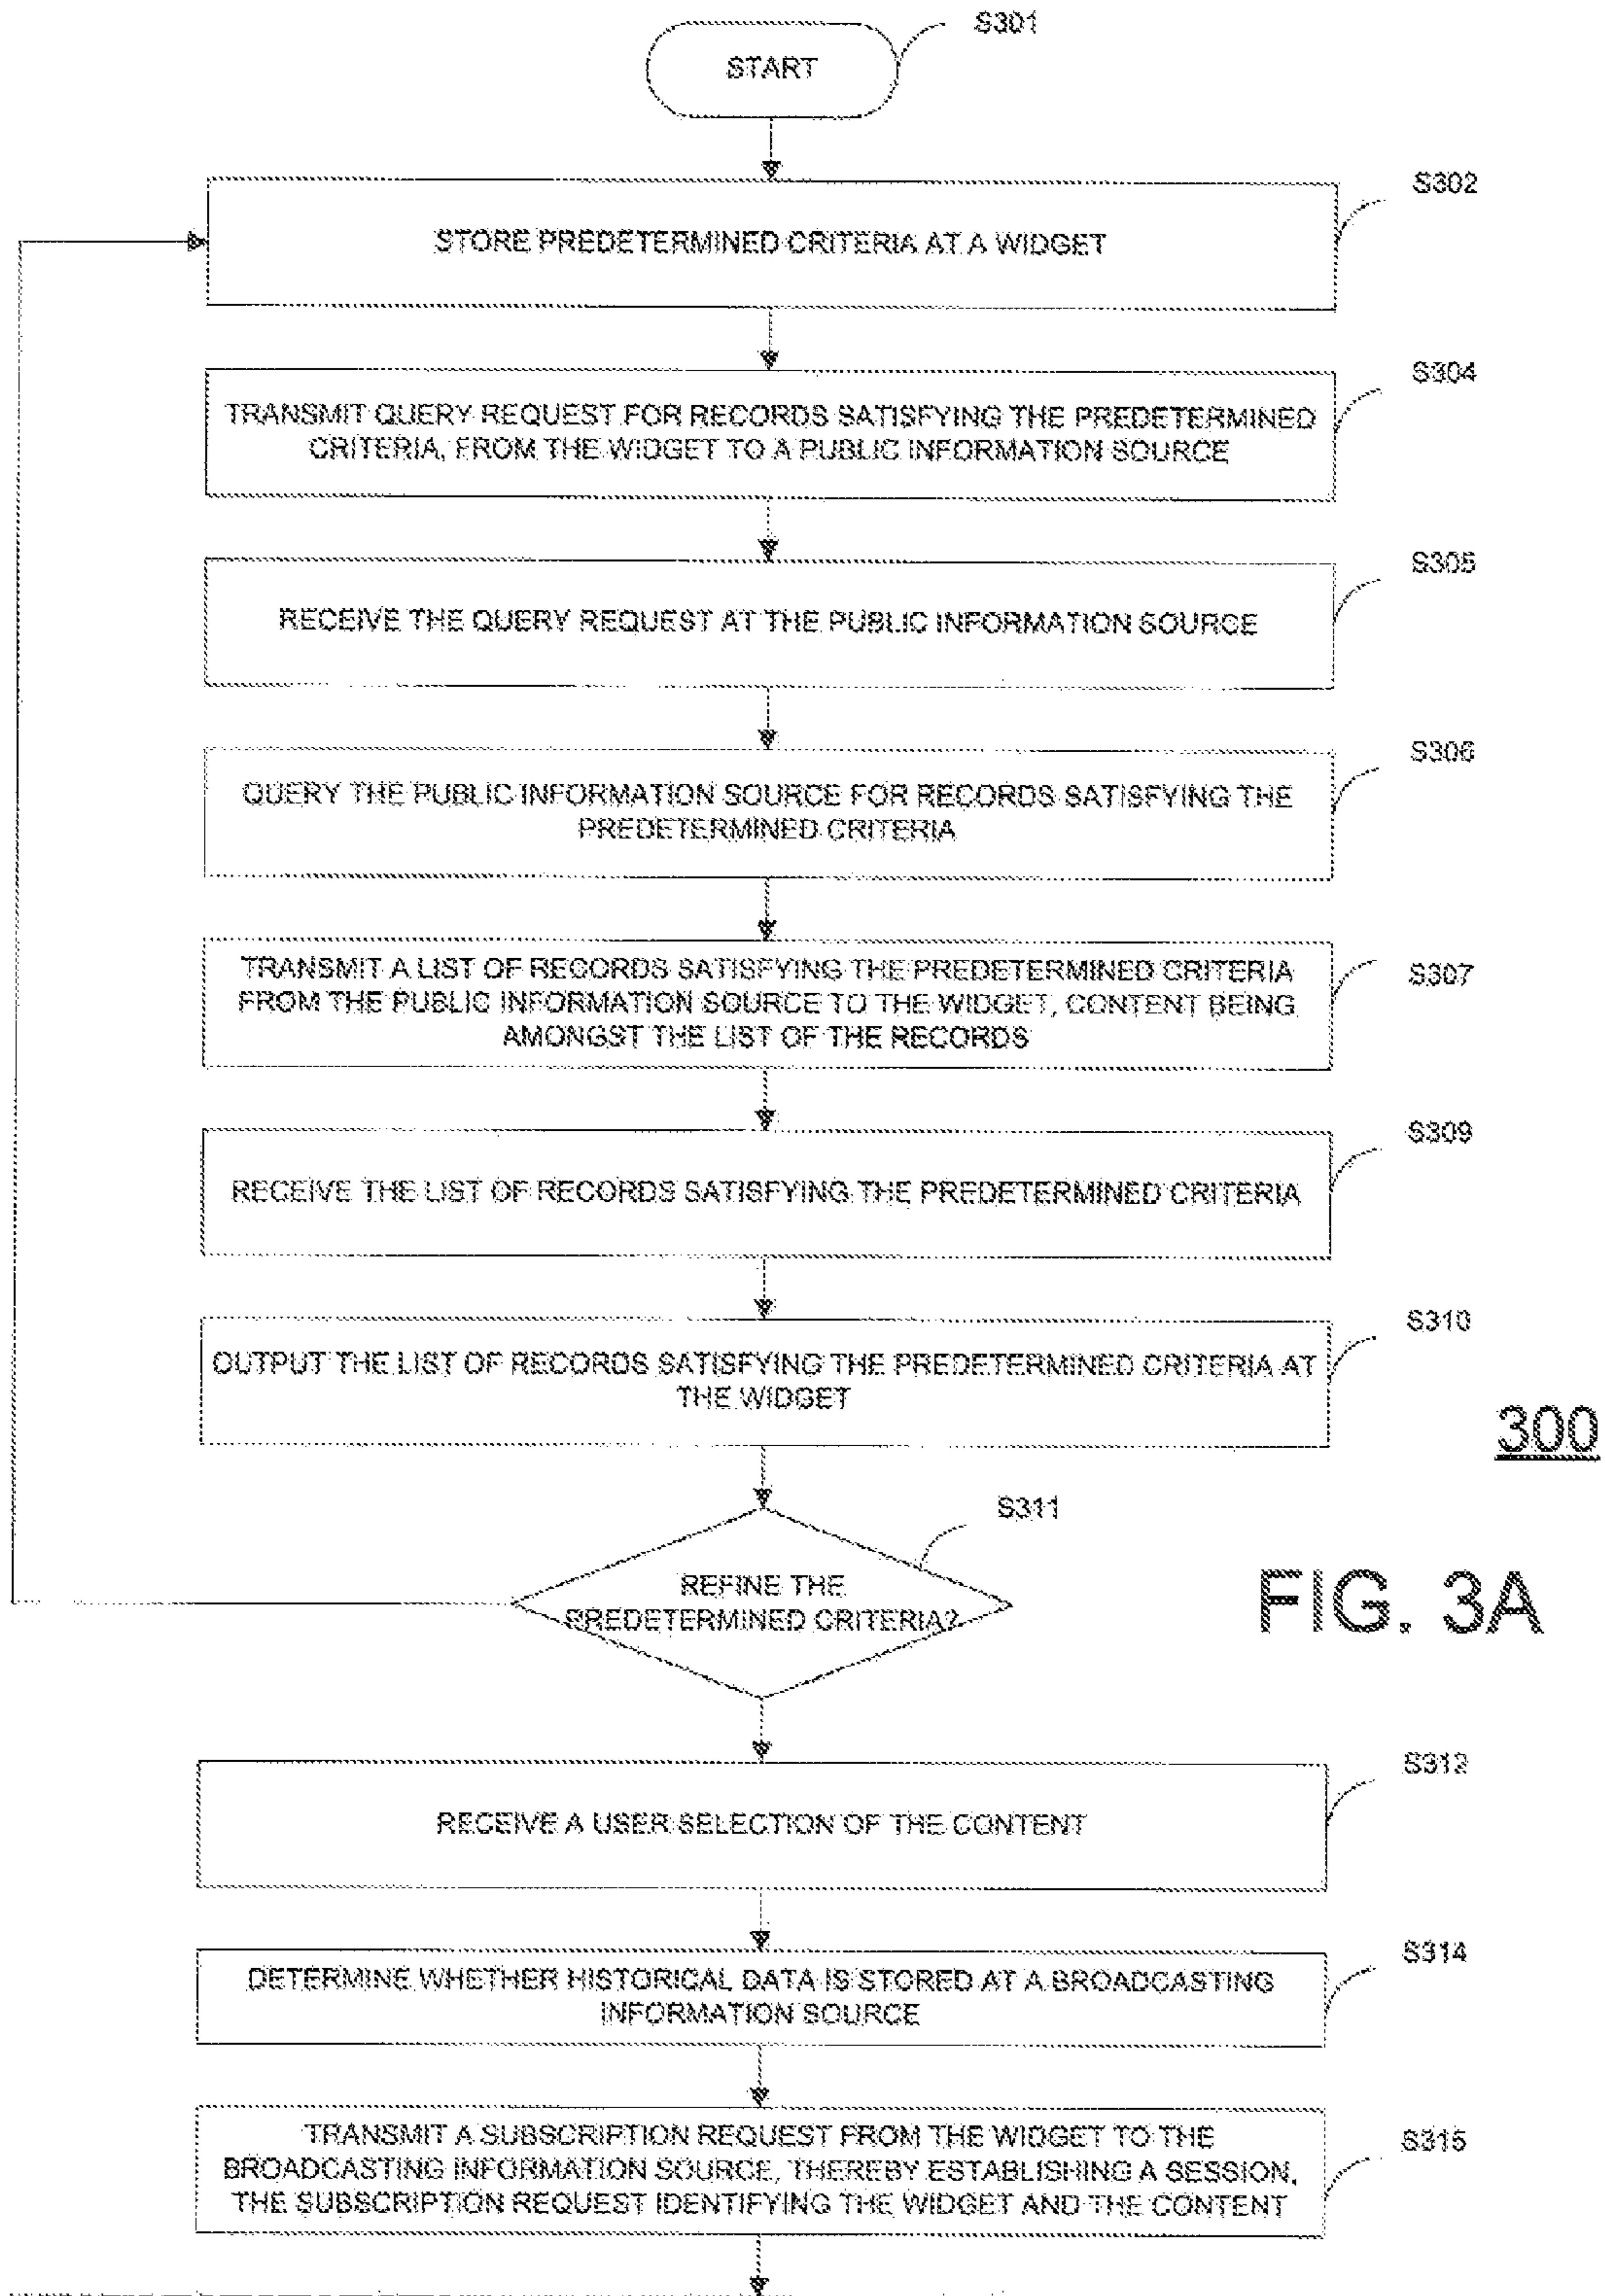 S301
START
S302
STORE PREDETERMINED CRITERIA AT A WIDGET
S304
TRANSMIT QUERY REQUEST FOR RECORDS SATISFYING THE PREDETERMINED
CRITERIA, FROM THE WIDGET TO A PUBLIC INFORMATION SOURCE
S305
RECEIVE THE QUERY REQUEST AT THE PUBLIC INFORMATION SOURCE
S306
QUERY THE PUBLIC INFORMATION SOURCE FOR RECORDS SATISFYING THE
PREDETERMINED CRITERIA
S307
TRANSMIT A LIST OF RECORDS SATISFYING THE PREDETERMINED CRITERIA
FROM THE PUBLIC INFORMATION SOURCE TO THE WIDGET, CONTENT BEING
AMONGST THE LIST OF THE RECORDS
S309
RECEIVE THE LIST OF RECORDS SATISFYING THE PREDETERMINED CRITERIA
S310
OUTPUT THE LIST OF RECORDS SATISFYING THE PREDETERMINED CRITERIA AT
THE WIDGET
300
S311
REFINE THE
PREDETERMINED CRITERIA?
FIG. 3A
S312
RECEIVE A USER SELECTION OF THE CONTENT
S314
DETERMINE WHETHER HISTORICAL DATA IS STORED AT A BROADCASTING
INFORMATION SOURCE
S315
TRANSMIT A SUBSCRIPTION REQUEST FROM THE WIDGET TO THE
BROADCASTING INFORMATION SOURCE, THEREBY ESTABLISHING A SESSION,
THE SUBSCRIPTION REQUEST IDENTIFYING THE WIDGET AND THE CONTENT